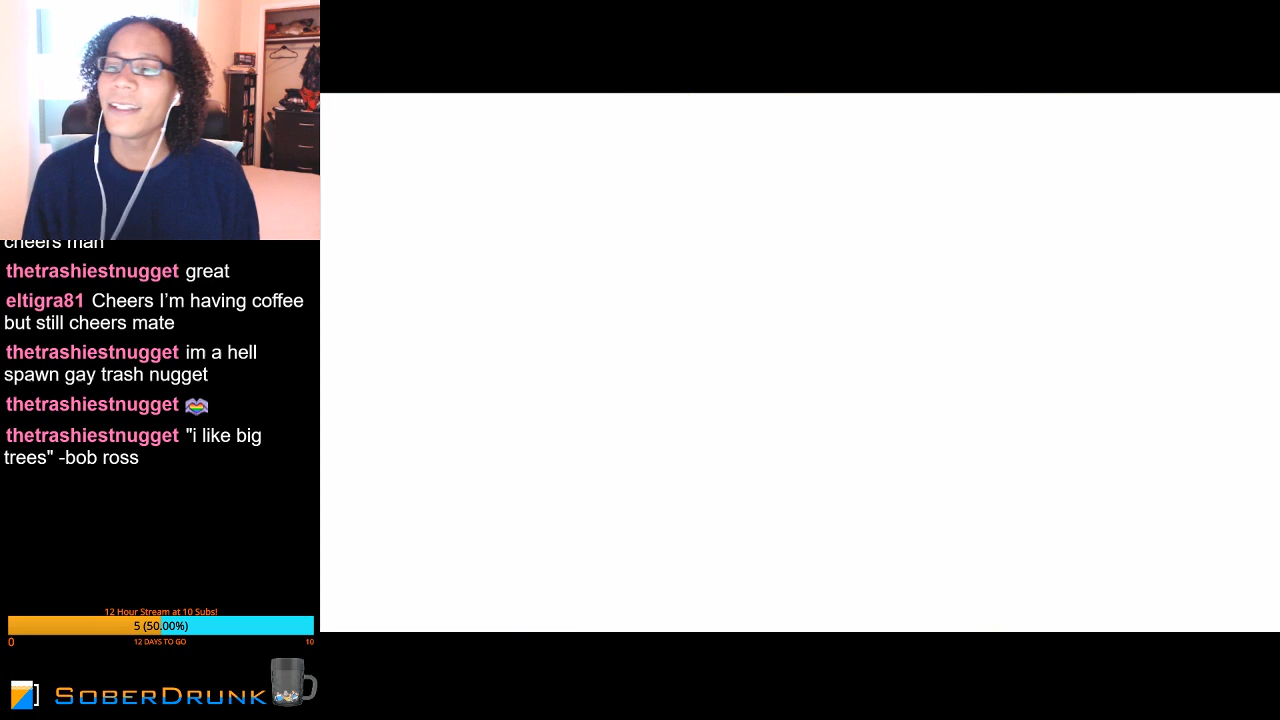 cheers man
thetrashiestnugget great
eltigra81 Cheers I’m having coffee
but still cheers mate
thetrashiestnugget im a hell
spawn gay trash nugget
thetrashiestnugget
thetrashiestnugget "i like big
trees" -bob ross
12 Hour Stream at 10 Subs!
5 (50.00%)
0 12 DAYS TO GO 10
SOBERDRUNK